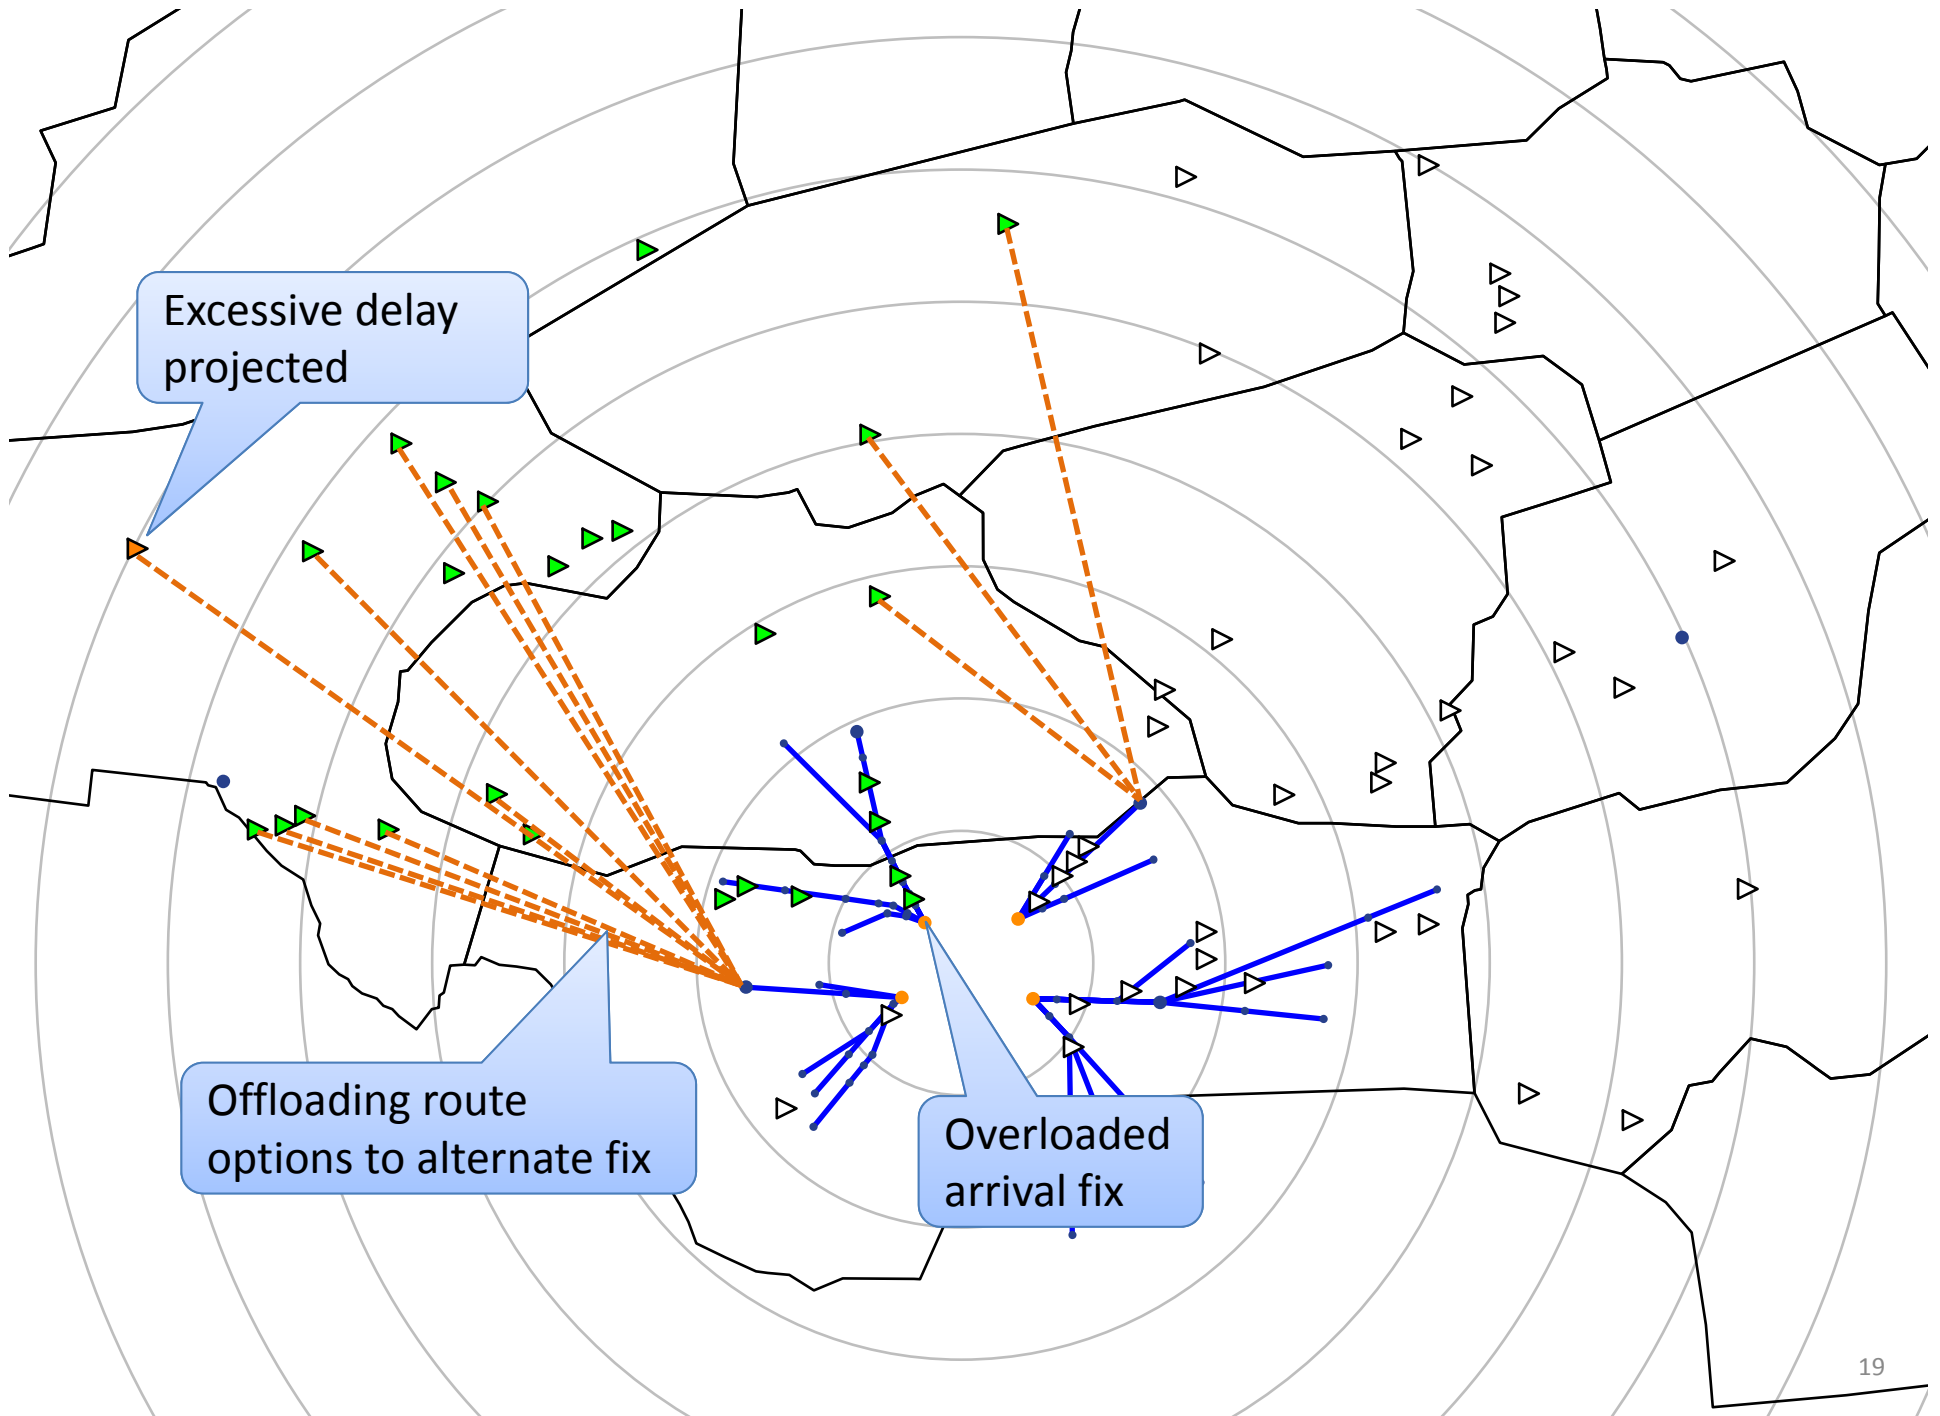 Excessive delay
projected
Offloading route
options to alternate fix
Overloaded
arrival fix
19